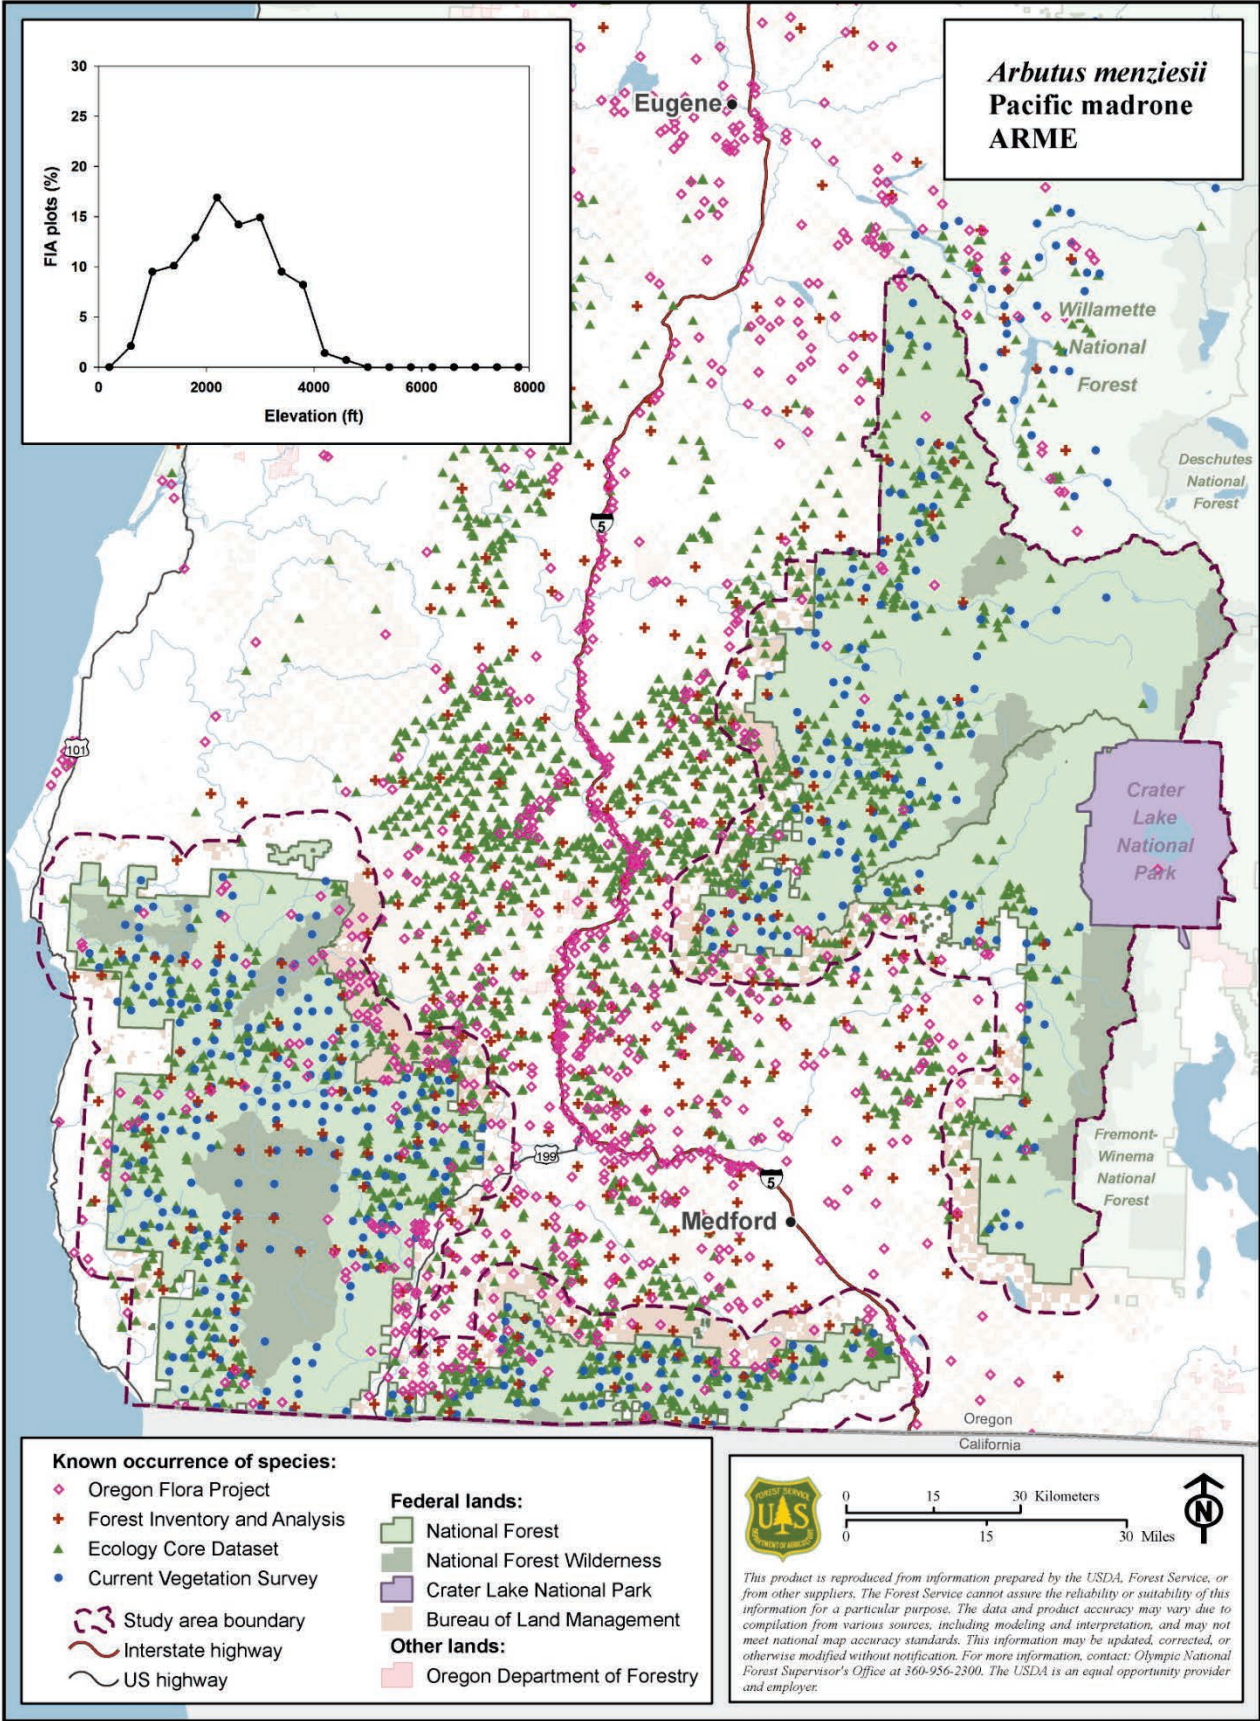 Arbutus menziesii
Pacific madrone
ARME
30
25
20
15
10
5
0
FIA plots (%)
0 2000 4000 6000 8000
Elevation (ft)
Eugene
Willamette
National
Forest
Deschutes
National
Forest
5
101
Crater
Lake
National
Park
199
5
Medford
Fremont-
Winema
National
Forest
Oregon
California
Known occurrence of species:
Oregon Flora Project
Forest Inventory and Analysis
Ecology Core Dataset
Current Vegetation Survey
Study area boundary
Interstate highway
US highway
Federal lands:
National Forest
National Forest Wilderness
Crater Lake National Park
Bureau of Land Management
Other lands:
Oregon Department of Forestry
FOREST SERVICE
U S
DEPARTMENT OF AGRICULTURE
0 15 30 Kilometers
0 15 30 Miles
N
This product is reproduced from information prepared by the USDA, Forest Service, or
from other suppliers. The Forest Service cannot assure the reliability or suitability of this
information for a particular purpose. The data and product accuracy may vary due to
compilation from various sources, including modeling and interpretation, and may not
meet national map accuracy standards. This information may be updated, corrected, or
otherwise modified without notification. For more information, contact: Olympic National
Forest Supervisor's Office at 360-956-2300. The USDA is an equal opportunity provider
and employer.